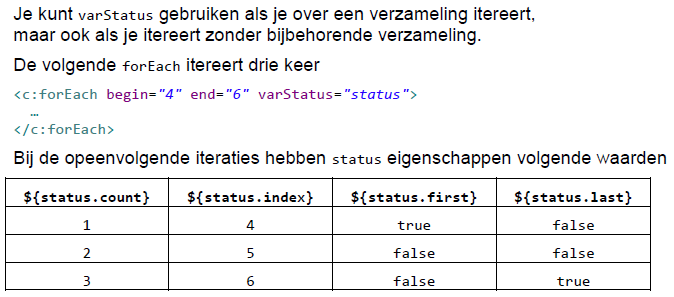 Je kunt varStatus gebruiken als je over een verzameling itereert,
maar ook als je itereert zonder bijbehorende verzameling.
De volgende forEach itereert drie keer
<c:forEach begin="4" end="6" varStatus="status">
…
</c:forEach>
Bij de opeenvolgende iteraties hebben status eigenschappen volgende waarden
${status.count} ${status.index} ${status.first} ${status.last}
1 4 true false
2 5 false false
3 6 false true